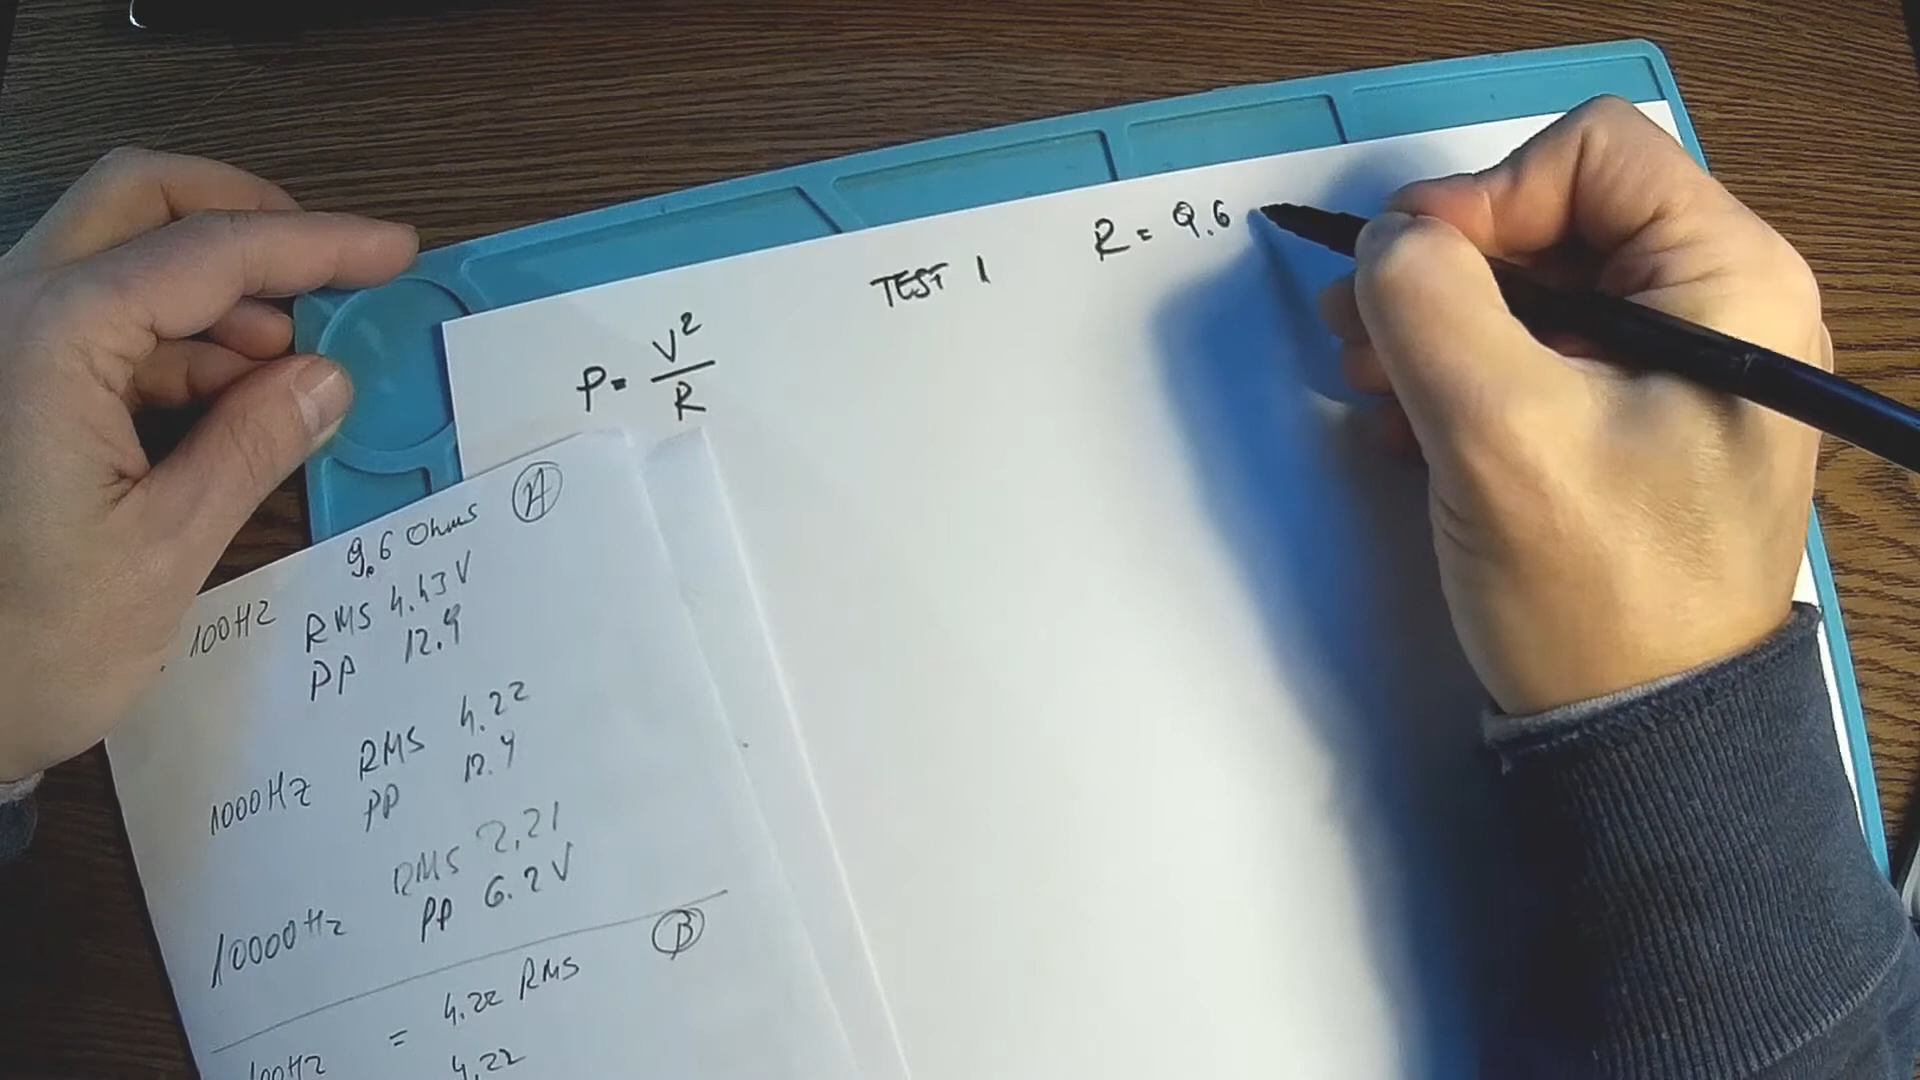 TEST 1
R = 9.6
P = V²
R
A
9.6 Ohms
100HZ RMS 4.43V
PP 12.9
1000HZ RMS 4.22
PP 12.9
10000Hz RMS 2,21
PP 6.2V
B
100HZ = 4.22 RMS
4,22